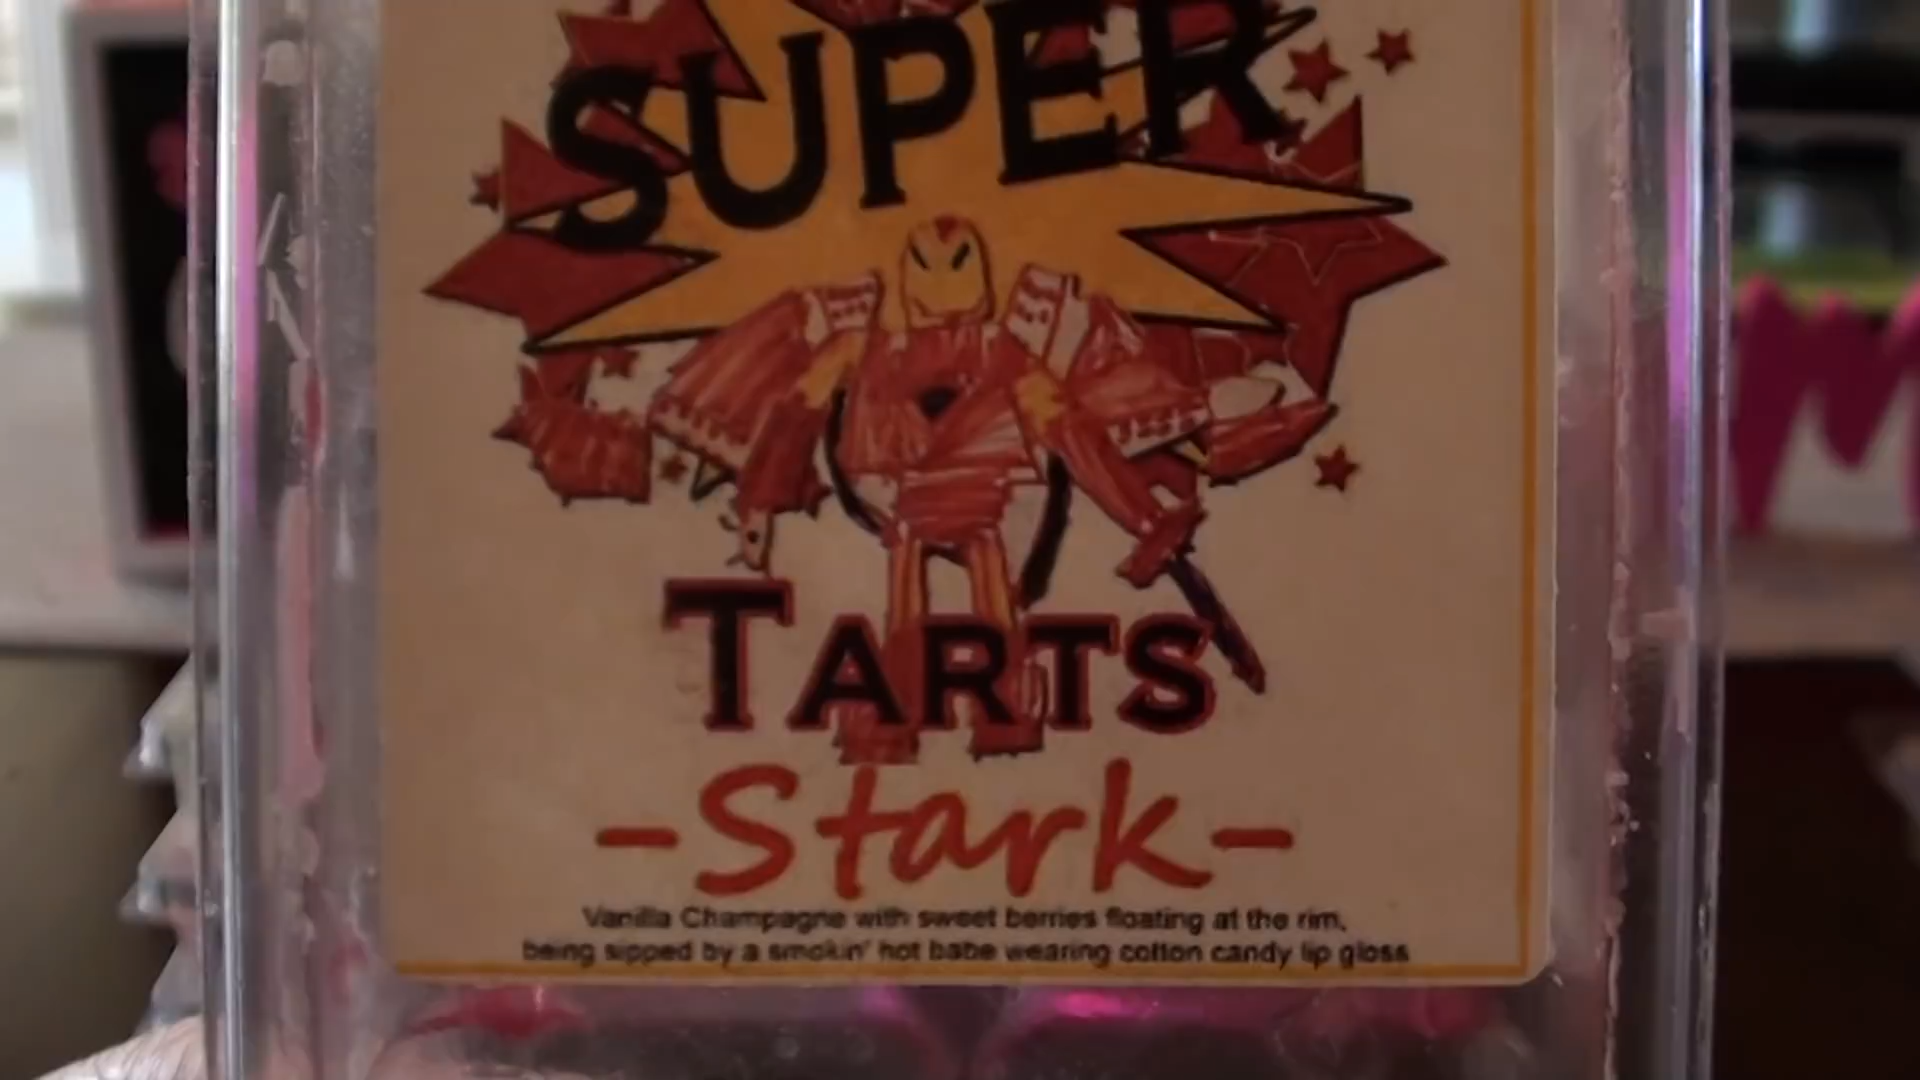 SUPER
TARTS
-Stark-
Vanilla Champagne with sweet berries floating at the rim,
being sipped by a smokin' hot babe wearing cotton candy lip gloss